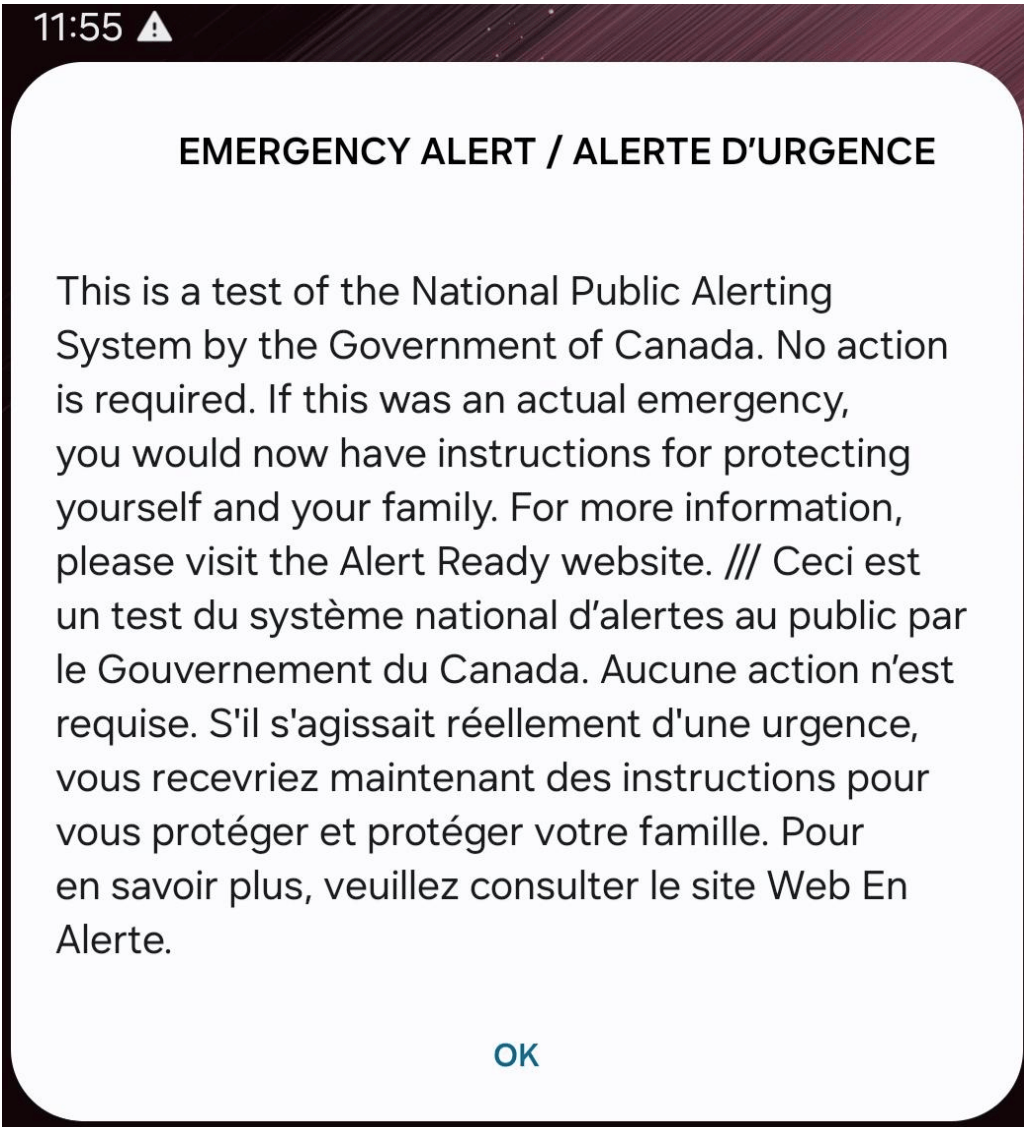 11:55
EMERGENCY ALERT / ALERTE D’URGENCE
This is a test of the National Public Alerting
System by the Government of Canada. No action
is required. If this was an actual emergency,
you would now have instructions for protecting
yourself and your family. For more information,
please visit the Alert Ready website. /// Ceci est
un test du système national d’alertes au public par
le Gouvernement du Canada. Aucune action n’est
requise. S'il s'agissait réellement d'une urgence,
vous recevriez maintenant des instructions pour
vous protéger et protéger votre famille. Pour
en savoir plus, veuillez consulter le site Web En
Alerte.
OK